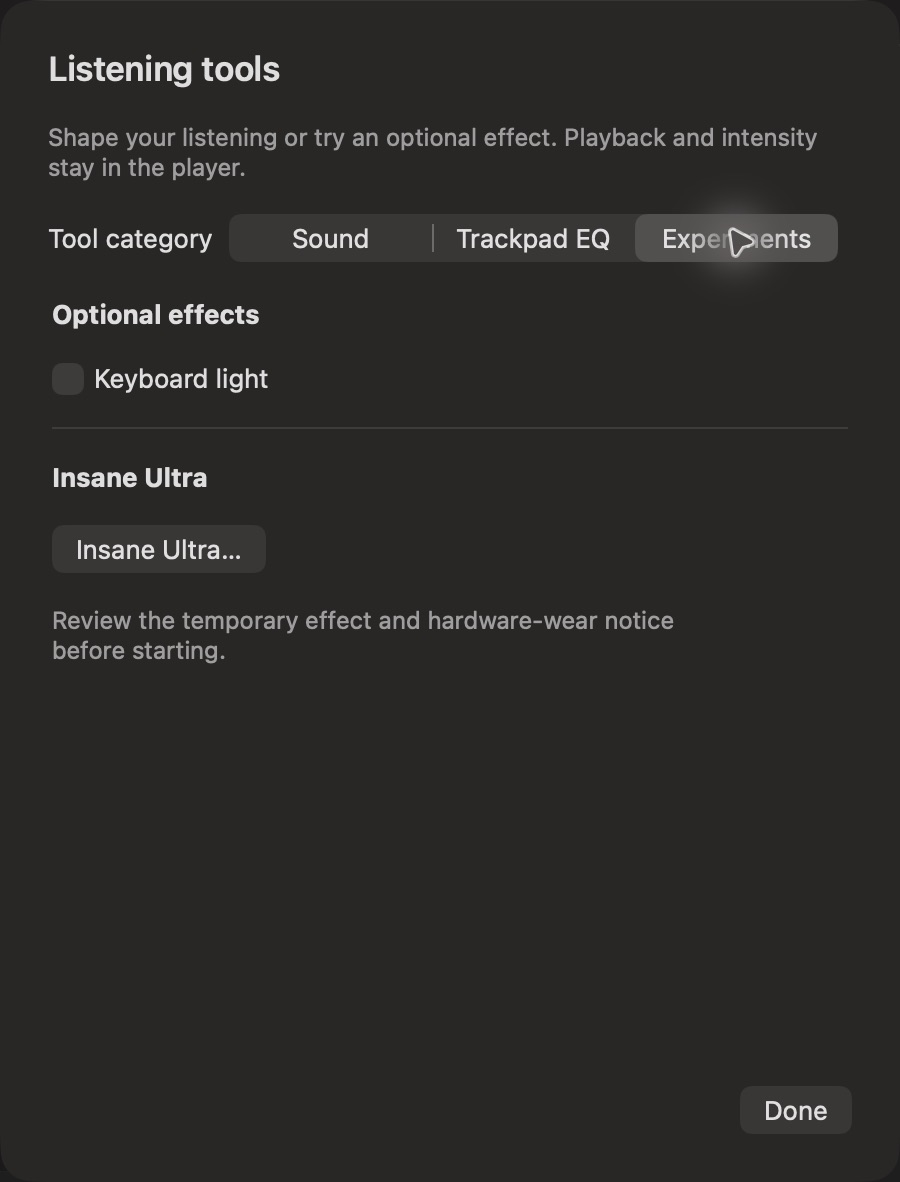 Listening tools
Shape your listening or try an optional effect. Playback and intensity
stay in the player.
Tool category Sound Trackpad EQ Experiments
Optional effects
Keyboard light
Insane Ultra
Insane Ultra...
Review the temporary effect and hardware-wear notice
before starting.
Done